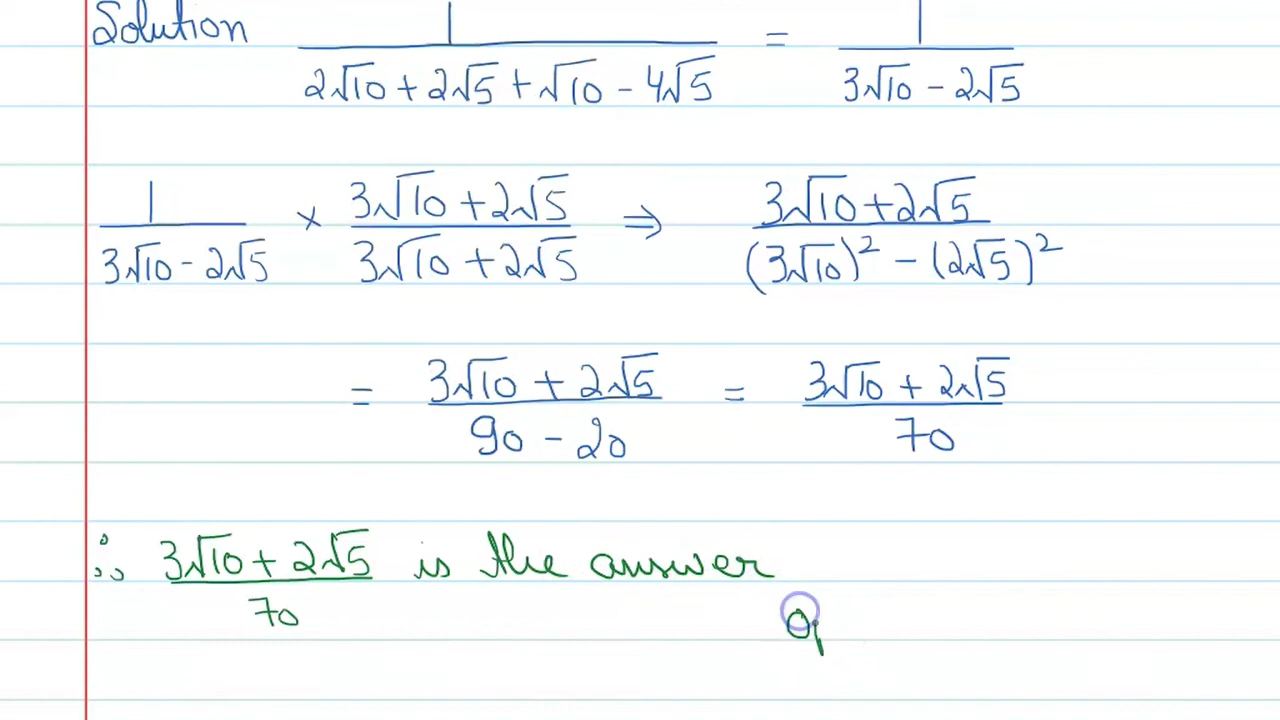 Solution 1/(2√10 + 2√5 + √10 - 4√5) = 1/(3√10 - 2√5)
1/(3√10 - 2√5) × (3√10 + 2√5)/(3√10 + 2√5) ⇒ (3√10 + 2√5)/((3√10)² - (2√5)²)
= (3√10 + 2√5)/(90 - 20) = (3√10 + 2√5)/70
∴ (3√10 + 2√5)/70 is the answer